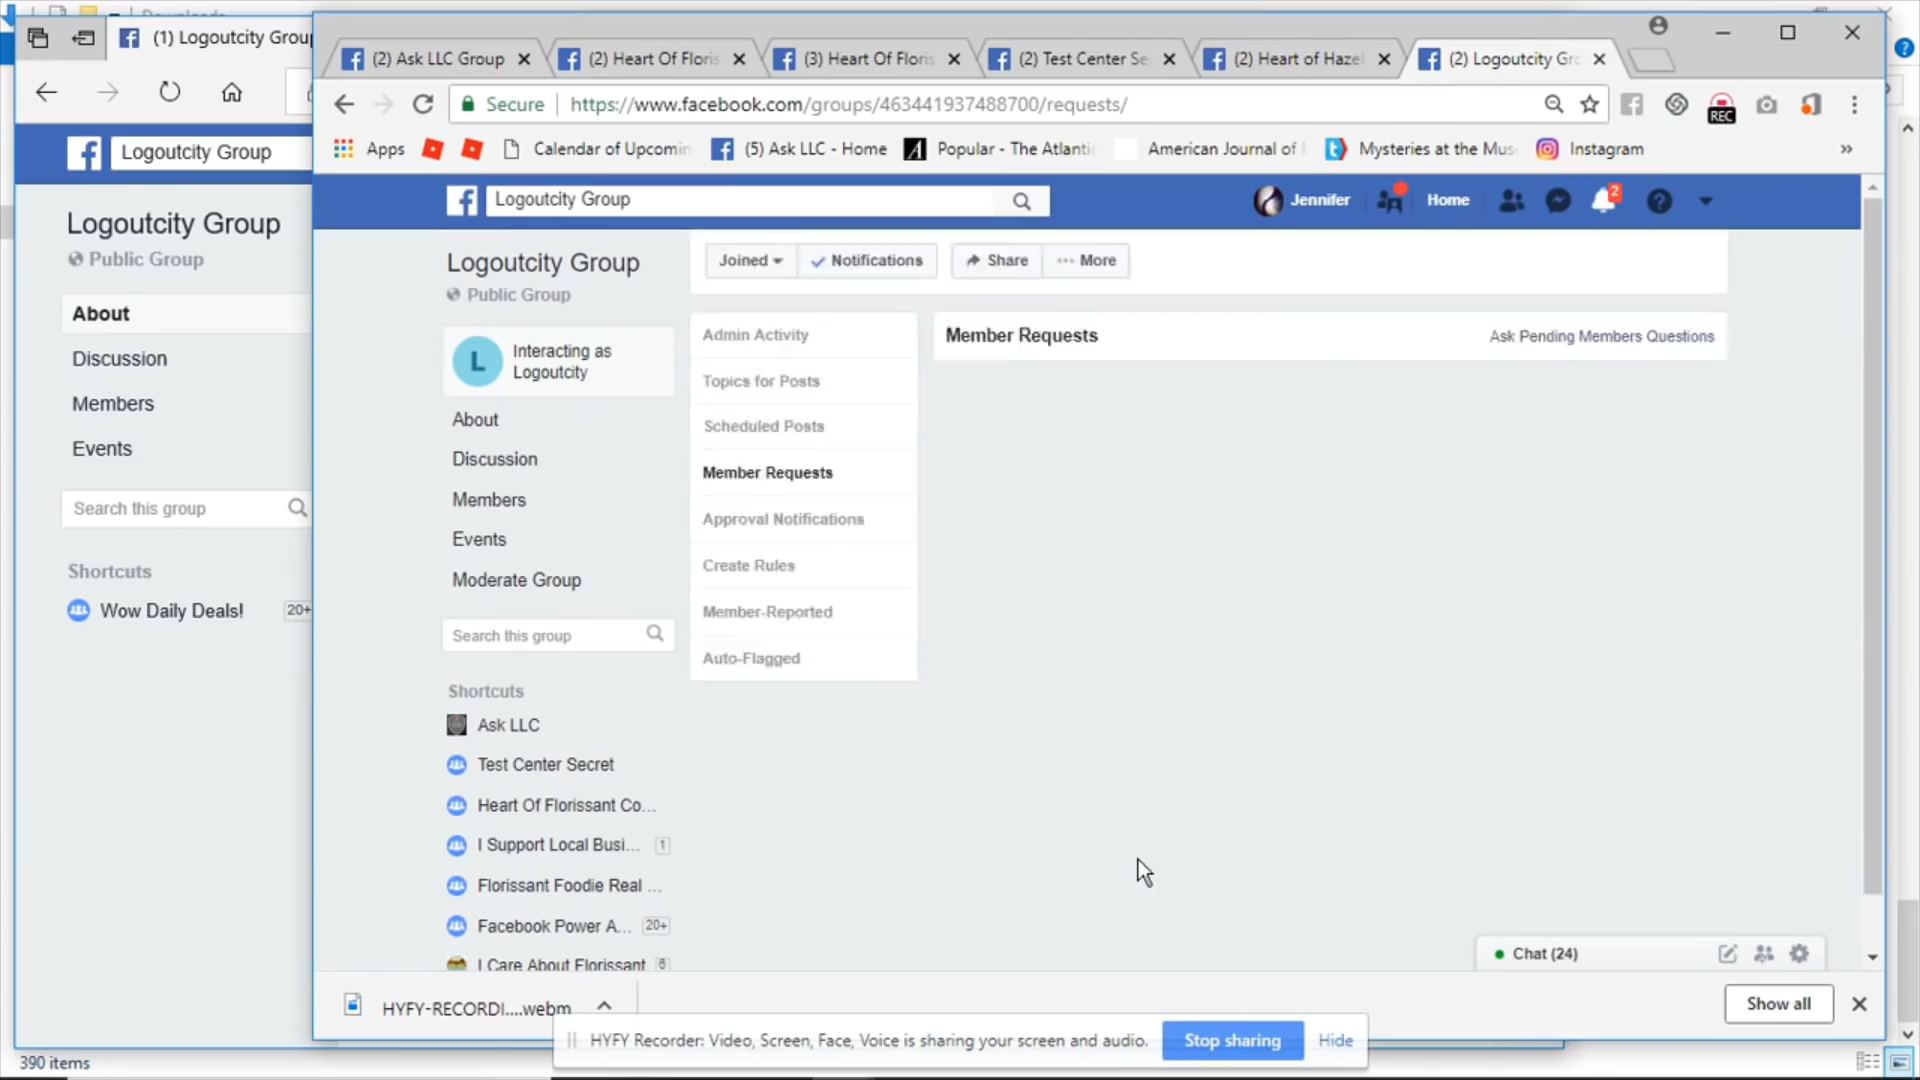 (1) Logoutcity Grou
(2) Ask LLC Group
(2) Heart Of Floris
(3) Heart Of Floris
(2) Test Center Se
(2) Heart of Hazel
(2) Logoutcity Gro
Secure
https://www.facebook.com/groups/463441937488700/requests/
REC
Apps
Calendar of Upcomin
(5) Ask LLC - Home
Popular - The Atlantic
American Journal of
Mysteries at the Mus
Instagram
Logoutcity Group
Logoutcity Group
Public Group
About
Discussion
Members
Events
Search this group
Shortcuts
Wow Daily Deals!
20+
Logoutcity Group
Jennifer
Home
2
Logoutcity Group
Public Group
L
Interacting as
Logoutcity
About
Discussion
Members
Events
Moderate Group
Search this group
Shortcuts
Ask LLC
Test Center Secret
Heart Of Florissant Co...
I Support Local Busi... 1
Florissant Foodie Real ...
Facebook Power A... 20+
I Care About Florissant 6
Joined
Notifications
Share
More
Admin Activity
Topics for Posts
Scheduled Posts
Member Requests
Approval Notifications
Create Rules
Member-Reported
Auto-Flagged
Member Requests
Ask Pending Members Questions
Chat (24)
HYFY-RECORDI....webm
Show all
HYFY Recorder: Video, Screen, Face, Voice is sharing your screen and audio.
Stop sharing
Hide
390 items